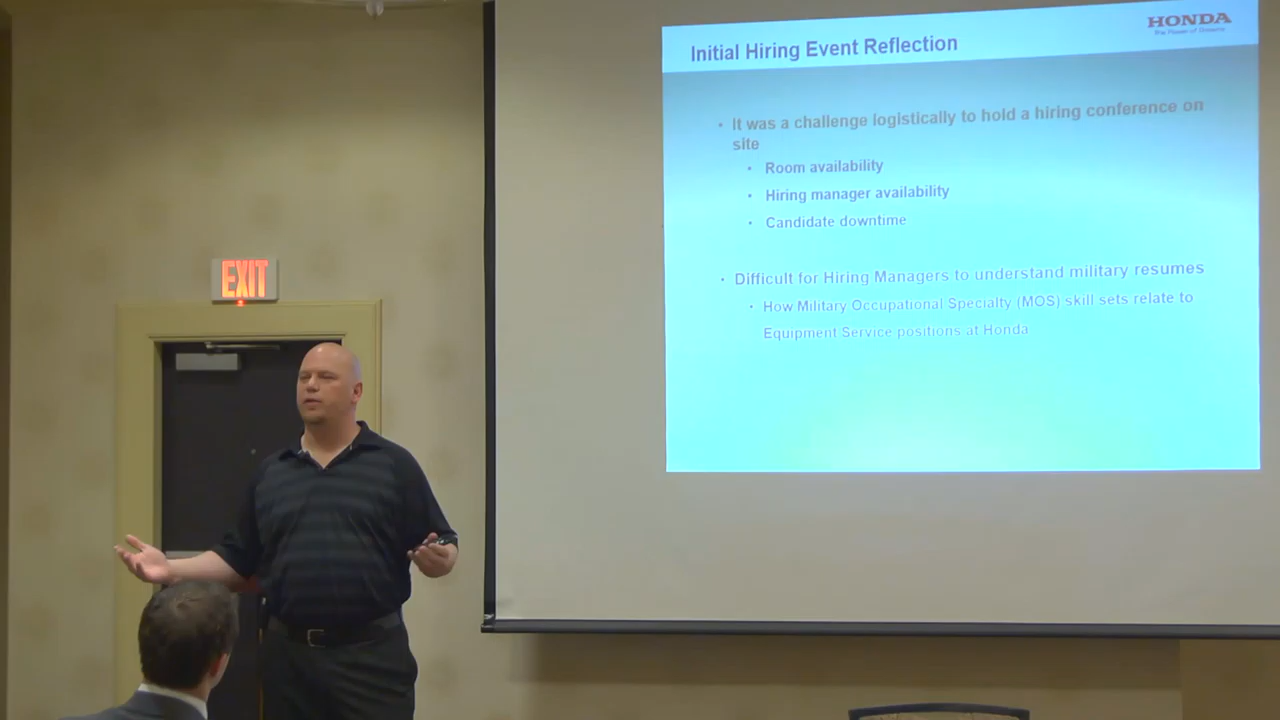 HONDA
The Power of Dreams
Initial Hiring Event Reflection
• It was a challenge logistically to hold a hiring conference on
site
• Room availability
• Hiring manager availability
• Candidate downtime
• Difficult for Hiring Managers to understand military resumes
• How Military Occupational Specialty (MOS) skill sets relate to
Equipment Service positions at Honda
EXIT